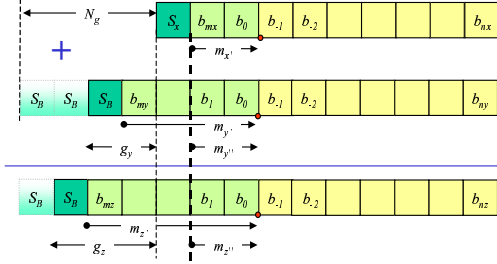 N_g S_x b_mx b_0 b_-1 b_-2 b_nx
m_x'
+
S_B S_B S_B b_my b_1 b_0 b_-1 b_-2 b_ny
m_y'
g_y m_y''
S_B S_B b_mz b_1 b_0 b_-1 b_-2 b_nz
m_z'
g_z m_z''